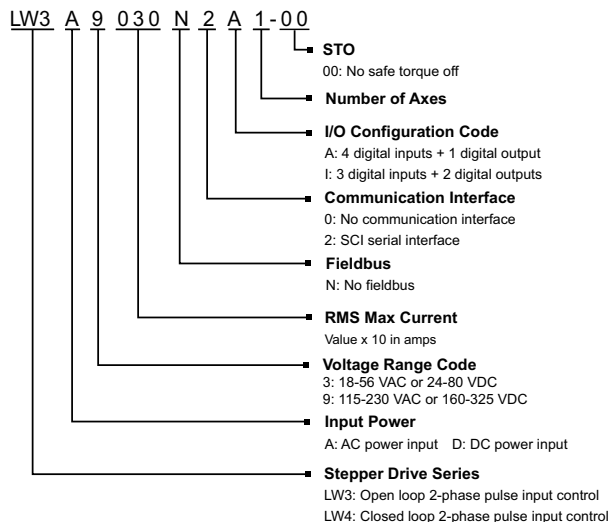 LW3 A 9 030 N 2 A 1-00
STO
00: No safe torque off
Number of Axes
I/O Configuration Code
A: 4 digital inputs + 1 digital output
I: 3 digital inputs + 2 digital outputs
Communication Interface
0: No communication interface
2: SCI serial interface
Fieldbus
N: No fieldbus
RMS Max Current
Value x 10 in amps
Voltage Range Code
3: 18-56 VAC or 24-80 VDC
9: 115-230 VAC or 160-325 VDC
Input Power
A: AC power input D: DC power input
Stepper Drive Series
LW3: Open loop 2-phase pulse input control
LW4: Closed loop 2-phase pulse input control